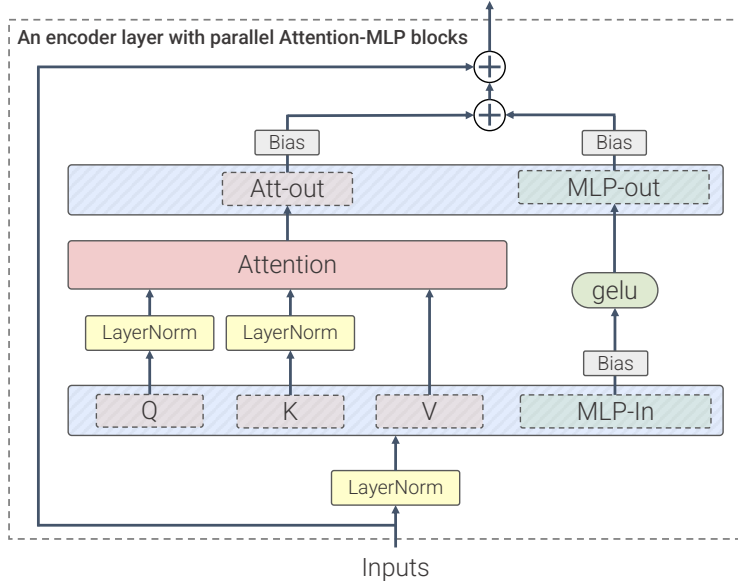 An encoder layer with parallel Attention-MLP blocks
Bias
Bias
Att-out
MLP-out
Attention
gelu
LayerNorm
LayerNorm
Bias
Q
K
V
MLP-In
LayerNorm
Inputs